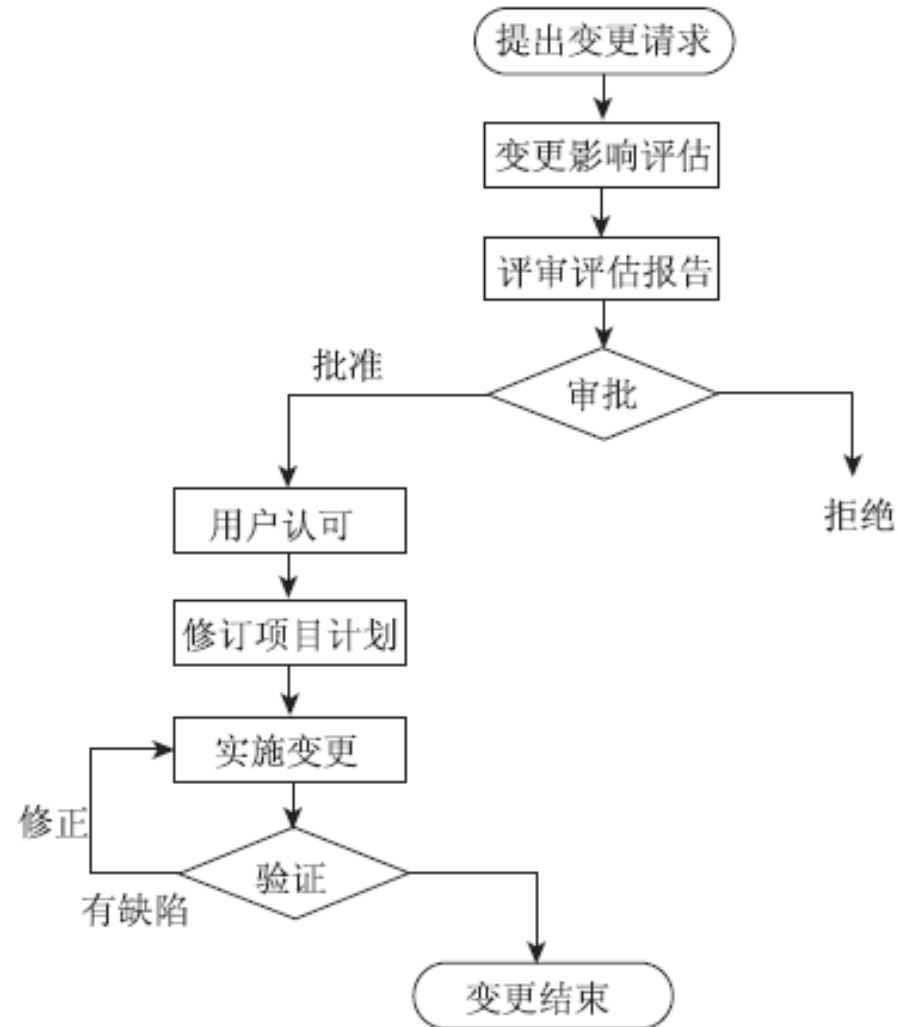 提出变更请求
变更影响评估
评审评估报告
批准
审批
拒绝
用户认可
修订项目计划
实施变更
修正
验证
有缺陷
变更结束